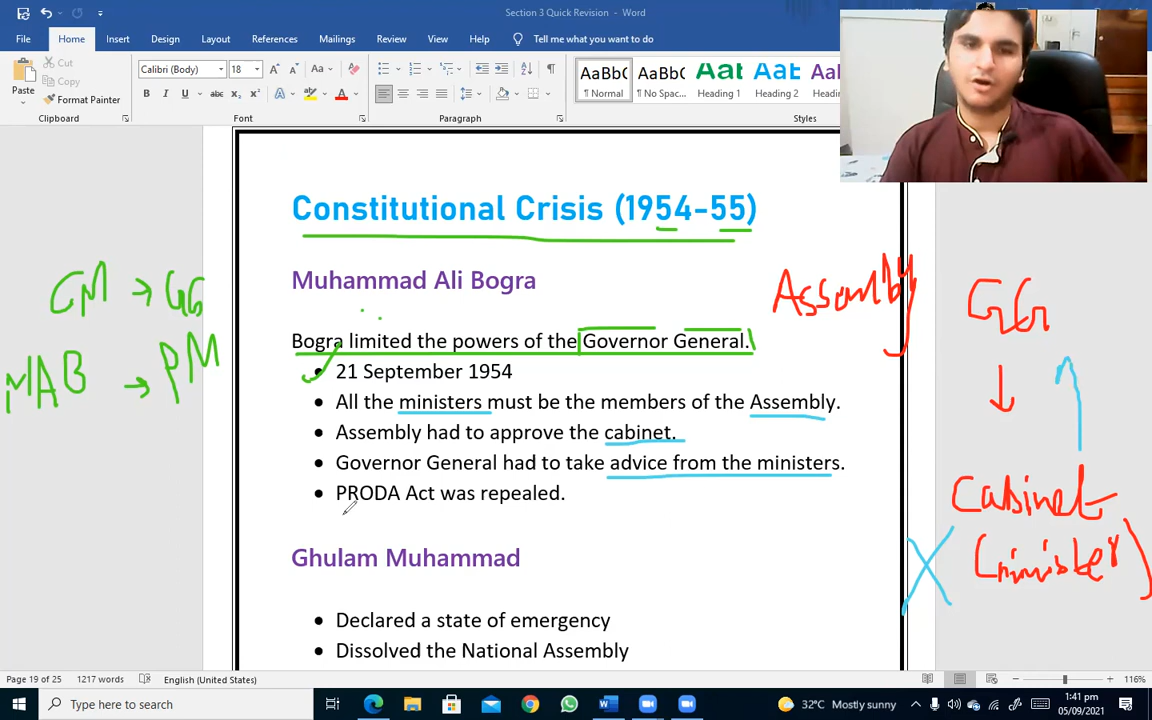 Section 3 Quick Revision - Word
File Home Insert Design Layout References Mailings Review View Help Tell me what you want to do
Paste
Cut
Copy
Format Painter
Clipboard
Calibri (Body) 18
Font
Paragraph
AaBbC AaBbC AaBb AaBb AaBb
¶ Normal ¶ No Spac... Heading 1 Heading 2 Headin
Styles
Constitutional Crisis (1954-55)
Muhammad Ali Bogra
Assembly
GM → GG
GG
Bogra limited the powers of the Governor General.
MAB → PM
• 21 September 1954
• All the ministers must be the members of the Assembly.
• Assembly had to approve the cabinet.
• Governor General had to take advice from the ministers.
• PRODA Act was repealed.
Cabinet
(minister)
Ghulam Muhammad
• Declared a state of emergency
• Dissolved the National Assembly
Page 19 of 25 1217 words English (United States) 116%
Type here to search
32°C Mostly sunny
1:41 pm
05/09/2021